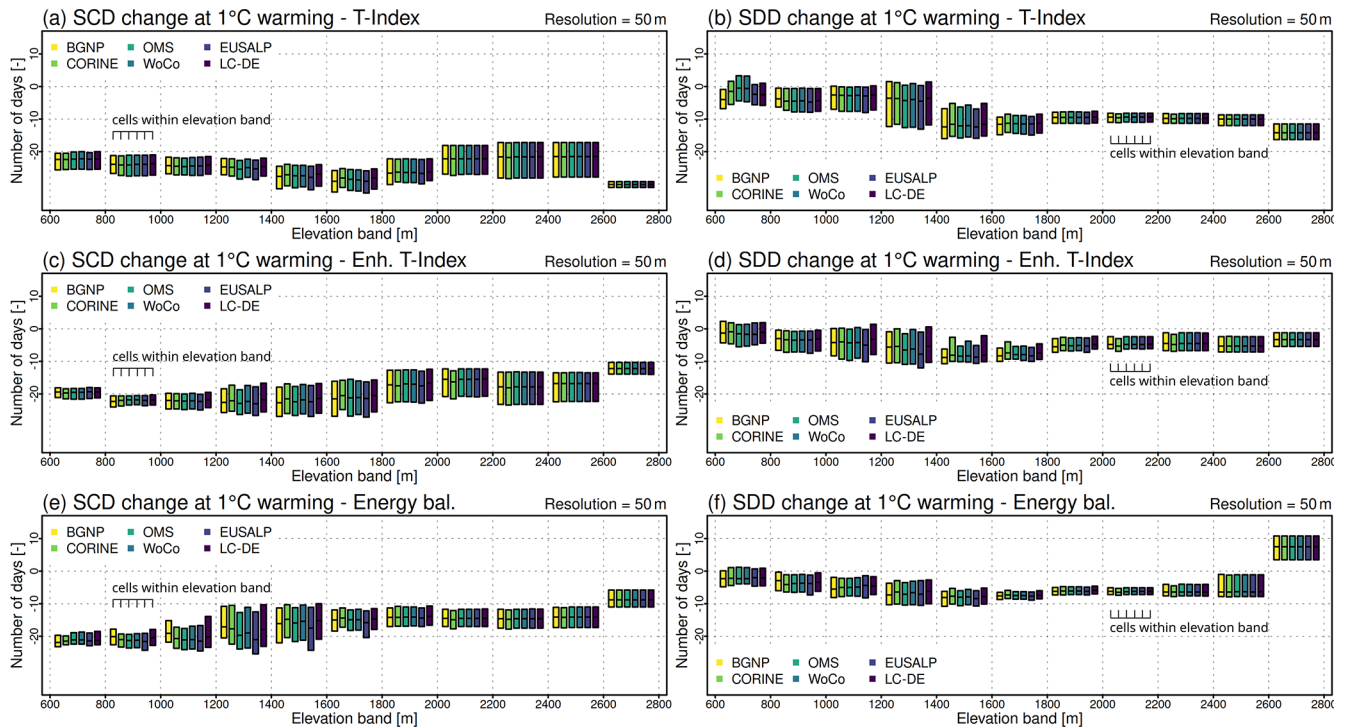 (a) SCD change at 1°C warming - T-Index Resolution = 50 m
BGNP OMS EUSALP
CORINE WoCo LC-DE
cells within elevation band
Number of days [-]
10
0
-10
-20
600 800 1000 1200 1400 1600 1800 2000 2200 2400 2600 2800
Elevation band [m]
(b) SDD change at 1°C warming - T-Index Resolution = 50 m
Number of days [-]
10
0
-10
-20
cells within elevation band
BGNP OMS EUSALP
CORINE WoCo LC-DE
600 800 1000 1200 1400 1600 1800 2000 2200 2400 2600 2800
Elevation band [m]
(c) SCD change at 1°C warming - Enh. T-Index Resolution = 50 m
BGNP OMS EUSALP
CORINE WoCo LC-DE
cells within elevation band
Number of days [-]
10
0
-10
-20
600 800 1000 1200 1400 1600 1800 2000 2200 2400 2600 2800
Elevation band [m]
(d) SDD change at 1°C warming - Enh. T-Index Resolution = 50 m
Number of days [-]
10
0
-10
-20
cells within elevation band
BGNP OMS EUSALP
CORINE WoCo LC-DE
600 800 1000 1200 1400 1600 1800 2000 2200 2400 2600 2800
Elevation band [m]
(e) SCD change at 1°C warming - Energy bal. Resolution = 50 m
BGNP OMS EUSALP
CORINE WoCo LC-DE
cells within elevation band
Number of days [-]
10
0
-10
-20
600 800 1000 1200 1400 1600 1800 2000 2200 2400 2600 2800
Elevation band [m]
(f) SDD change at 1°C warming - Energy bal. Resolution = 50 m
Number of days [-]
10
0
-10
-20
cells within elevation band
BGNP OMS EUSALP
CORINE WoCo LC-DE
600 800 1000 1200 1400 1600 1800 2000 2200 2400 2600 2800
Elevation band [m]